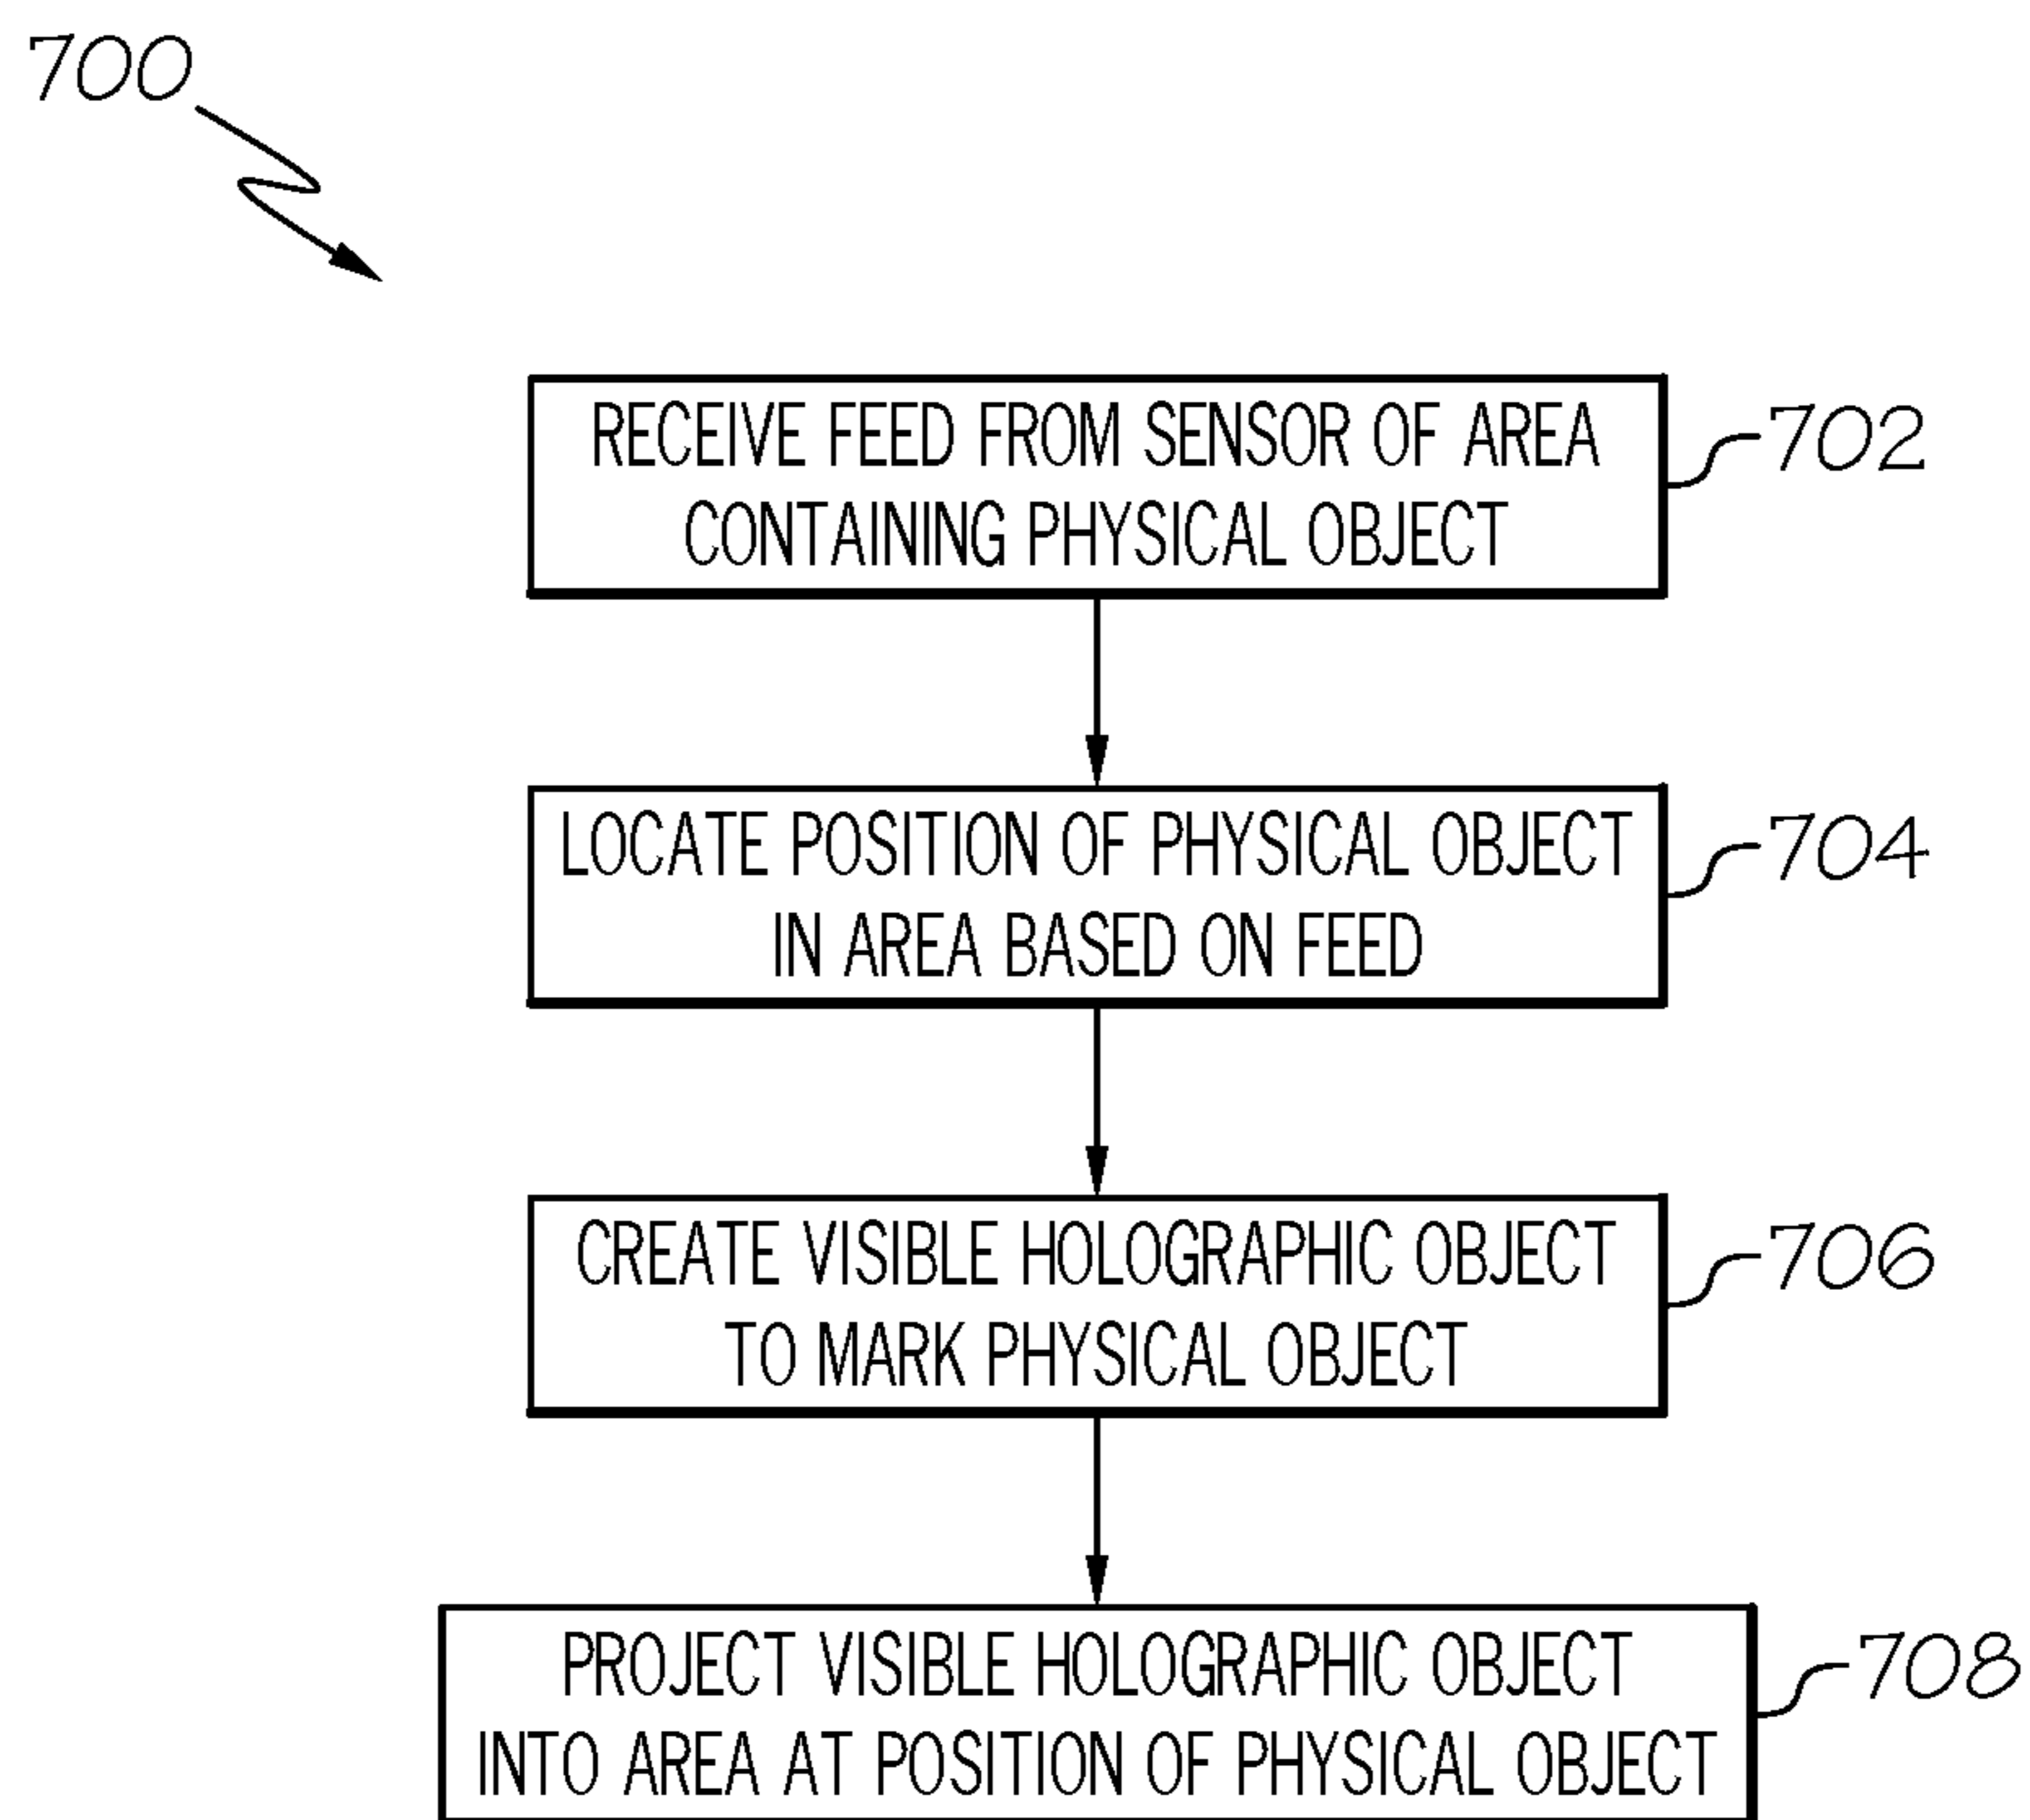 700
RECEIVE FEED FROM SENSOR OF AREA
CONTAINING PHYSICAL OBJECT
702
LOCATE POSITION OF PHYSICAL OBJECT
IN AREA BASED ON FEED
704
CREATE VISIBLE HOLOGRAPHIC OBJECT
TO MARK PHYSICAL OBJECT
706
PROJECT VISIBLE HOLOGRAPHIC OBJECT
INTO AREA AT POSITION OF PHYSICAL OBJECT
708